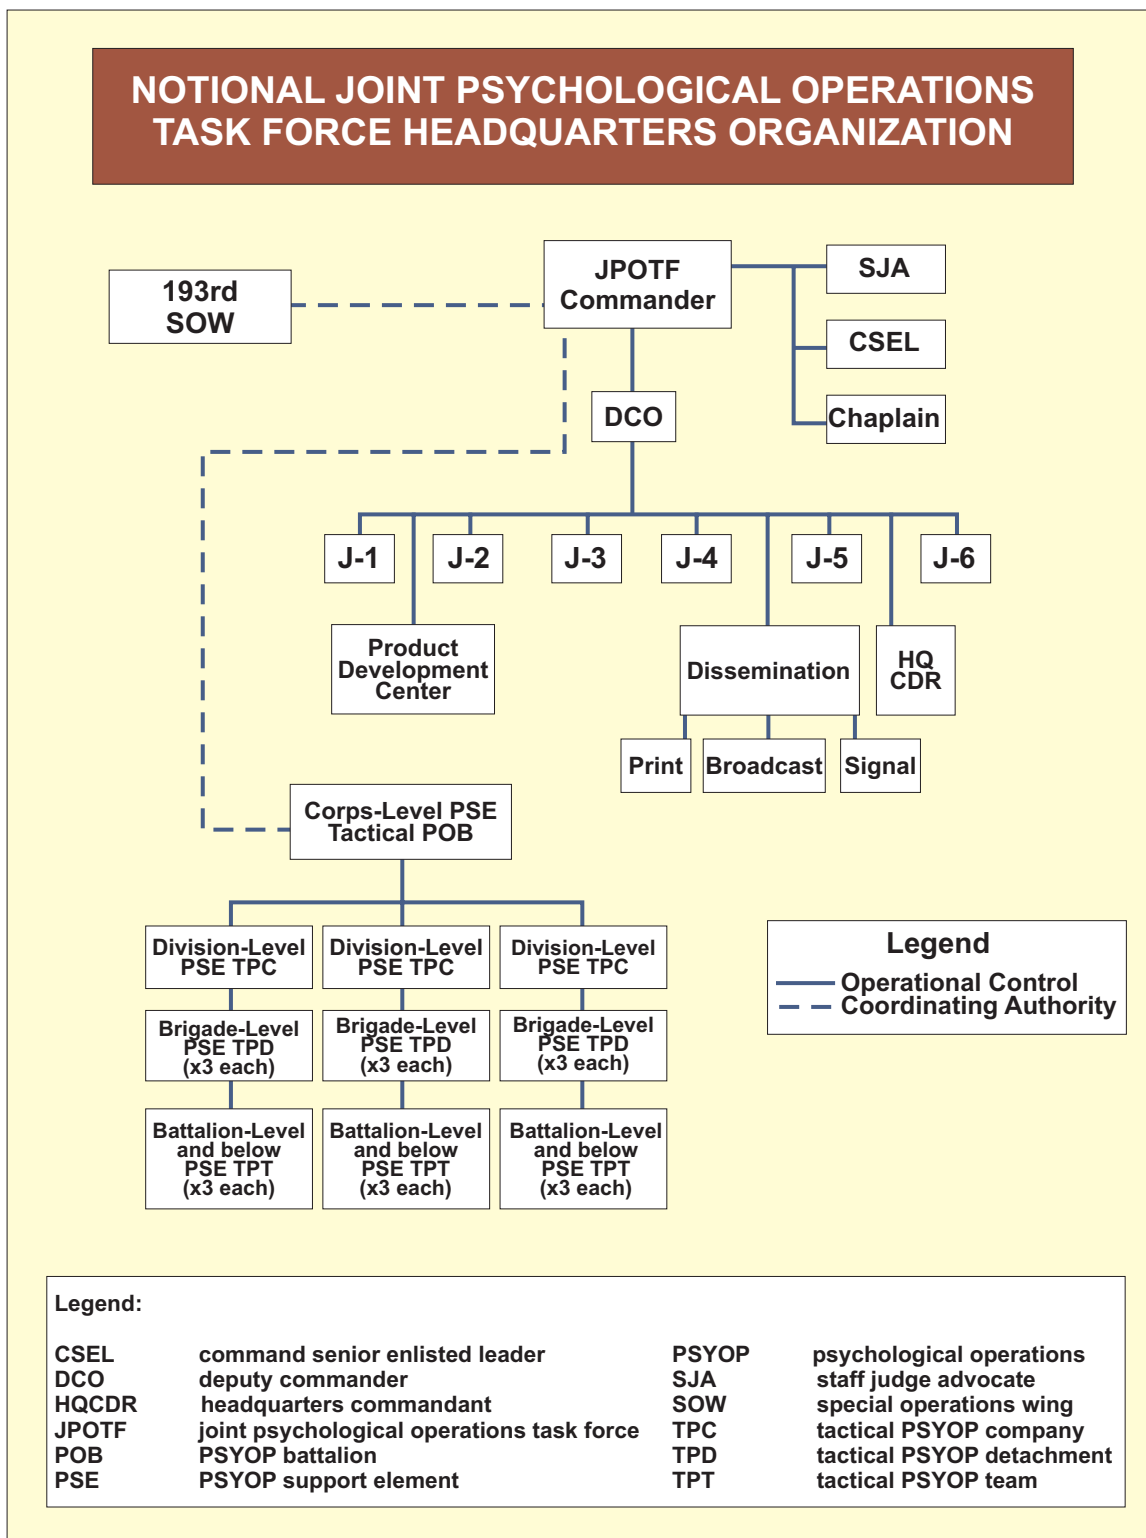 NOTIONAL JOINT PSYCHOLOGICAL OPERATIONS
TASK FORCE HEADQUARTERS ORGANIZATION
193rd
SOW
JPOTF
Commander
SJA
CSEL
Chaplain
DCO
J-1
J-2
J-3
J-4
J-5
J-6
Product
Development
Center
Dissemination
HQ
CDR
Print
Broadcast
Signal
Corps-Level PSE
Tactical POB
Division-Level
PSE TPC
Division-Level
PSE TPC
Division-Level
PSE TPC
Brigade-Level
PSE TPD
(x3 each)
Brigade-Level
PSE TPD
(x3 each)
Brigade-Level
PSE TPD
(x3 each)
Battalion-Level
and below
PSE TPT
(x3 each)
Battalion-Level
and below
PSE TPT
(x3 each)
Battalion-Level
and below
PSE TPT
(x3 each)
Legend
Operational Control
Coordinating Authority
Legend:
CSEL command senior enlisted leader
DCO deputy commander
HQCDR headquarters commandant
JPOTF joint psychological operations task force
POB PSYOP battalion
PSE PSYOP support element
PSYOP psychological operations
SJA staff judge advocate
SOW special operations wing
TPC tactical PSYOP company
TPD tactical PSYOP detachment
TPT tactical PSYOP team